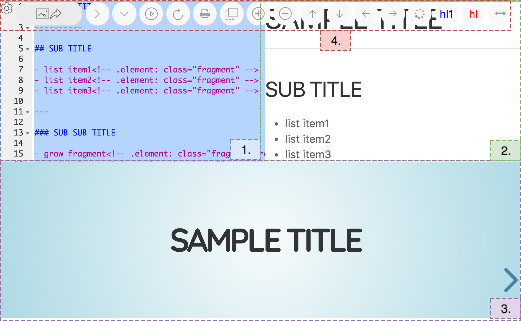 hl1 hl
4.
SAMPLE TITLE
4
5 ## SUB TITLE
6
7 - list item1<!-- .element: class="fragment" -->
8 - list item2<!-- .element: class="fragment" -->
9 - list item3<!-- .element: class="fragment" -->
10
11 ---
12
13 ### SUB SUB TITLE
14
15 - grow fragment<!-- .element: class="frag
1.
SUB TITLE
• list item1
• list item2
• list item3
2.
SAMPLE TITLE
3.